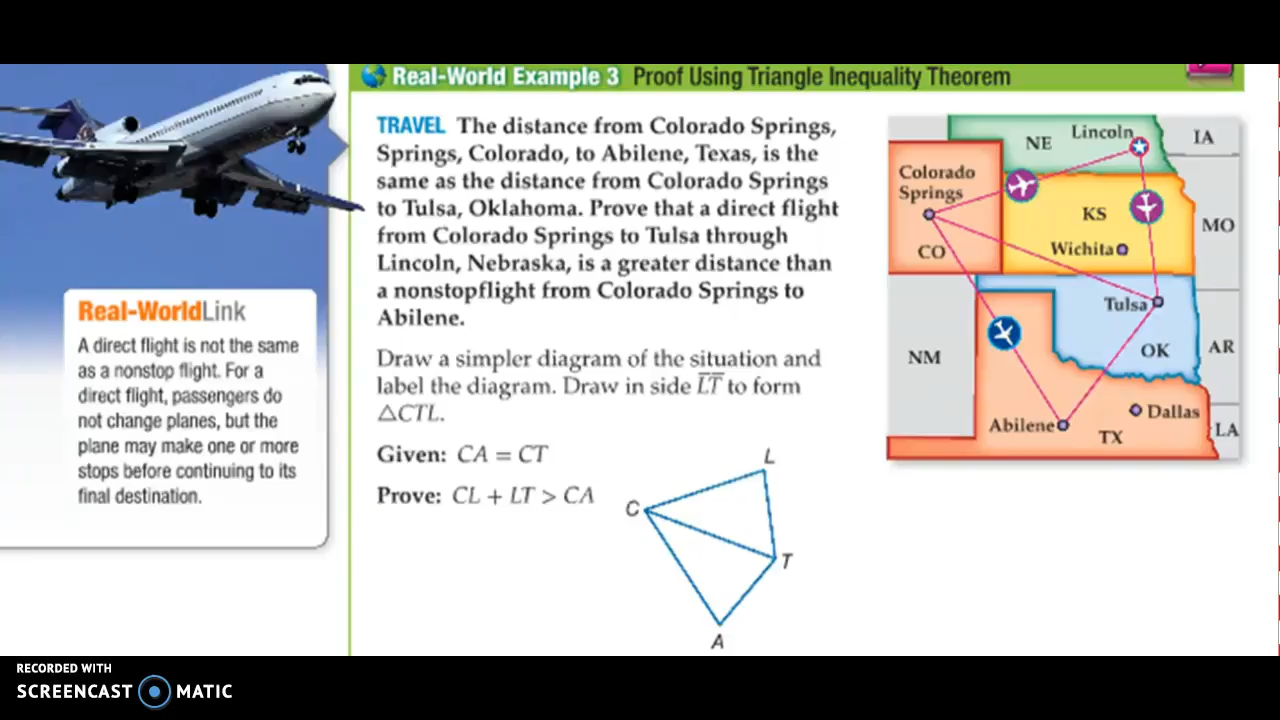 Real-World Example 3 Proof Using Triangle Inequality Theorem
TRAVEL The distance from Colorado Springs,
Springs, Colorado, to Abilene, Texas, is the
same as the distance from Colorado Springs
to Tulsa, Oklahoma. Prove that a direct flight
from Colorado Springs to Tulsa through
Lincoln, Nebraska, is a greater distance than
a nonstopflight from Colorado Springs to
Abilene.
Draw a simpler diagram of the situation and
label the diagram. Draw in side L̅T̅ to form
△CTL.
Given: CA = CT
Prove: CL + LT > CA
L
C
T
A
Real-WorldLink
A direct flight is not the same
as a nonstop flight. For a
direct flight, passengers do
not change planes, but the
plane may make one or more
stops before continuing to its
final destination.
Lincoln
NE
IA
Colorado
Springs
KS
MO
CO
Wichita
Tulsa
NM
OK
AR
Abilene
Dallas
TX
LA
RECORDED WITH
SCREENCAST MATIC